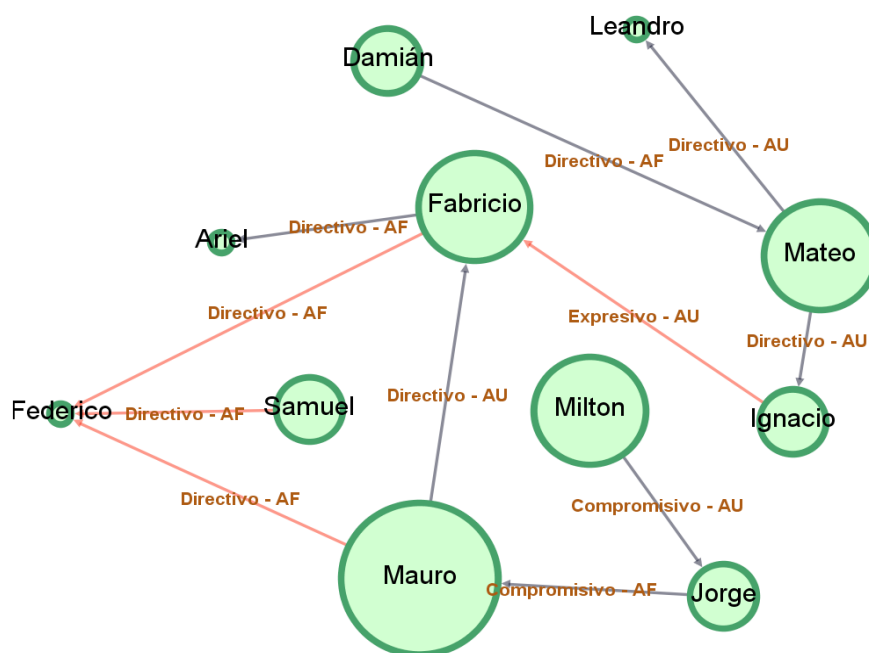 Leandro
Damián
Directivo - AU
Directivo - AF
Fabricio
Ariel
Directivo - AF
Mateo
Directivo - AF
Expresivo - AU
Directivo - AU
Directivo - AU
Milton
Federico
Directivo - AF
Samuel
Ignacio
Directivo - AF
Compromisivo - AU
Mauro
Compromisivo - AF
Jorge